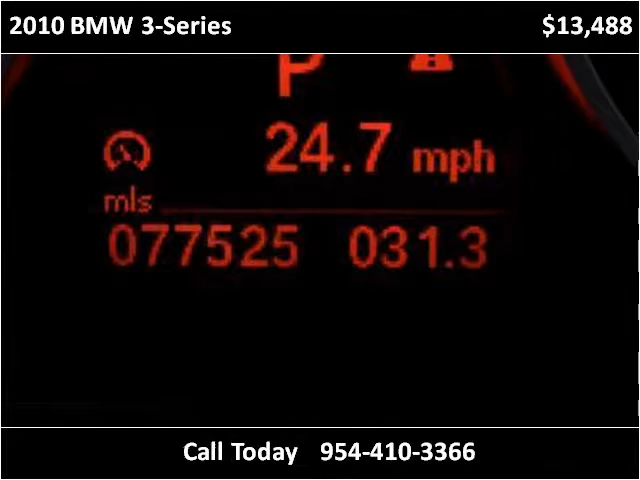 2010 BMW 3-Series $13,488
P
24.7 mph
mls
077525 031.3
Call Today 954-410-3366